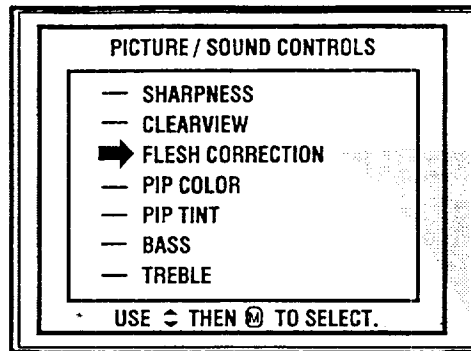 PICTURE / SOUND CONTROLS
— SHARPNESS
— CLEARVIEW
➡ FLESH CORRECTION
— PIP COLOR
— PIP TINT
— BASS
— TREBLE
USE ≎ THEN Ⓜ TO SELECT.